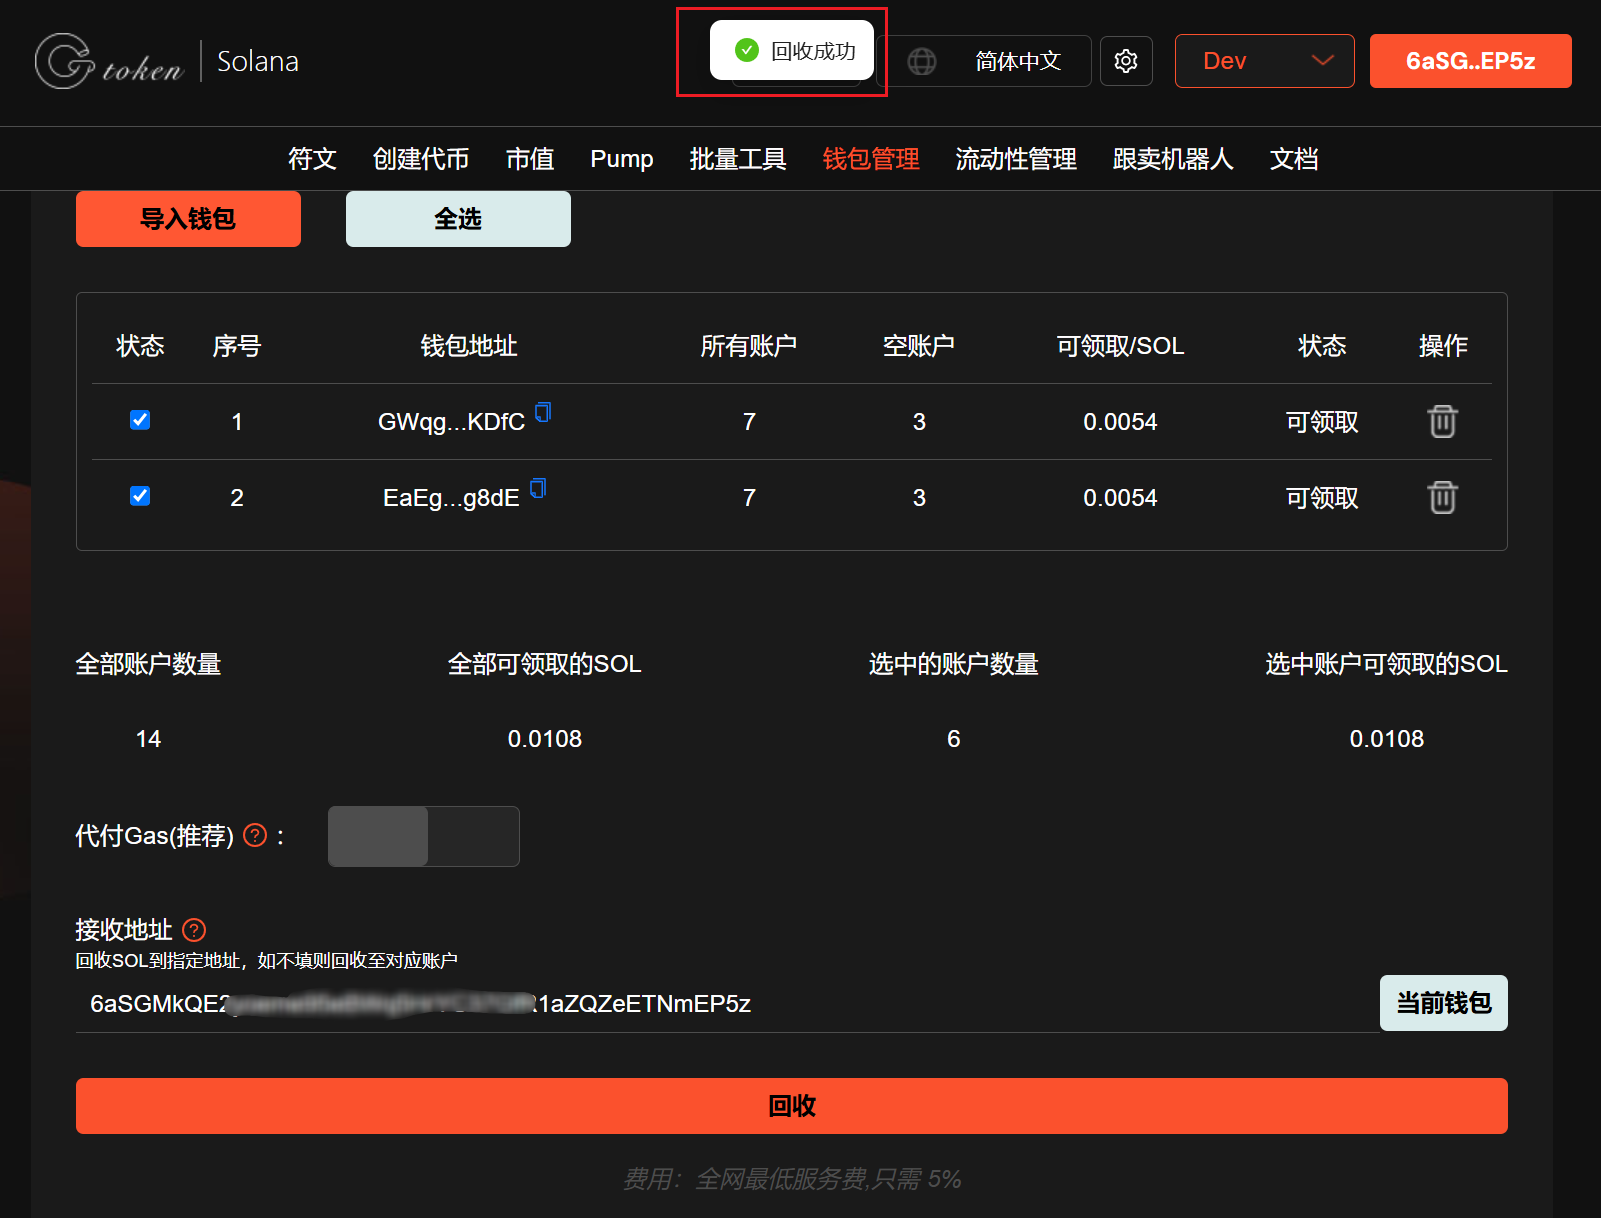 Gtoken | Solana
回收成功
简体中文
Dev
6aSG..EP5z
符文 创建代币 市值 Pump 批量工具 钱包管理 流动性管理 跟卖机器人 文档
导入钱包 全选
状态 序号 钱包地址 所有账户 空账户 可领取/SOL 状态 操作
1 GWqg...KDfC 7 3 0.0054 可领取
2 EaEg...g8dE 7 3 0.0054 可领取
全部账户数量 全部可领取的SOL 选中的账户数量 选中账户可领取的SOL
14 0.0108 6 0.0108
代付Gas(推荐) ? :
接收地址 ?
回收SOL到指定地址，如不填则回收至对应账户
6aSGMkQE2 1aZQZeETNmEP5z
当前钱包
回收
费用：全网最低服务费,只需 5%